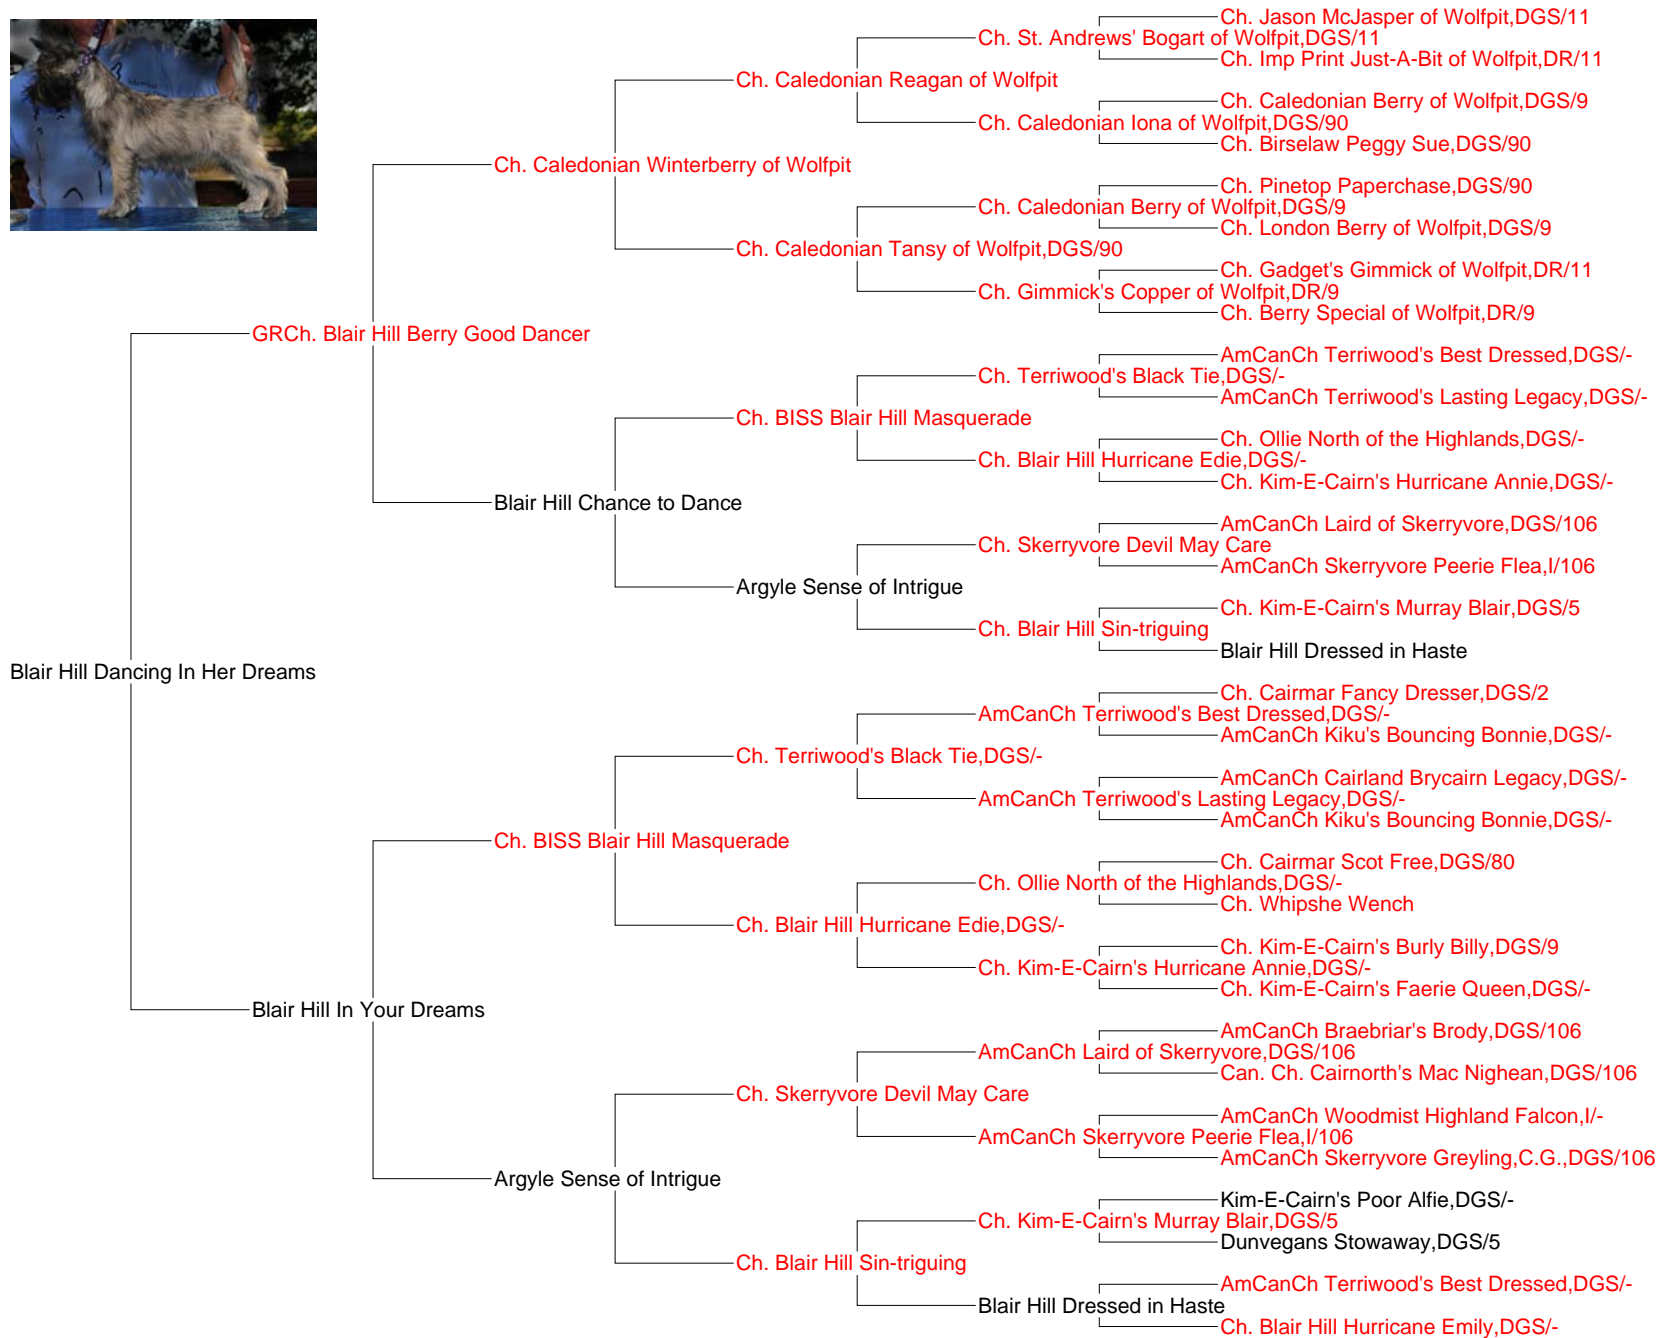 Ch. Jason McJasper of Wolfpit,DGS/11
Ch. St. Andrews' Bogart of Wolfpit,DGS/11
Ch. Imp Print Just-A-Bit of Wolfpit,DR/11
Ch. Caledonian Reagan of Wolfpit
Ch. Caledonian Berry of Wolfpit,DGS/9
Ch. Caledonian Iona of Wolfpit,DGS/90
Ch. Birselaw Peggy Sue,DGS/90
Ch. Caledonian Winterberry of Wolfpit
Ch. Pinetop Paperchase,DGS/90
Ch. Caledonian Berry of Wolfpit,DGS/9
Ch. London Berry of Wolfpit,DGS/9
Ch. Caledonian Tansy of Wolfpit,DGS/90
Ch. Gadget's Gimmick of Wolfpit,DR/11
Ch. Gimmick's Copper of Wolfpit,DR/9
Ch. Berry Special of Wolfpit,DR/9
GRCh. Blair Hill Berry Good Dancer
AmCanCh Terriwood's Best Dressed,DGS/-
Ch. Terriwood's Black Tie,DGS/-
AmCanCh Terriwood's Lasting Legacy,DGS/-
Ch. BISS Blair Hill Masquerade
Ch. Ollie North of the Highlands,DGS/-
Ch. Blair Hill Hurricane Edie,DGS/-
Ch. Kim-E-Cairn's Hurricane Annie,DGS/-
Blair Hill Chance to Dance
AmCanCh Laird of Skerryvore,DGS/106
Ch. Skerryvore Devil May Care
AmCanCh Skerryvore Peerie Flea,I/106
Argyle Sense of Intrigue
Ch. Kim-E-Cairn's Murray Blair,DGS/5
Ch. Blair Hill Sin-triguing
Blair Hill Dressed in Haste
Blair Hill Dancing In Her Dreams
Ch. Cairmar Fancy Dresser,DGS/2
AmCanCh Terriwood's Best Dressed,DGS/-
AmCanCh Kiku's Bouncing Bonnie,DGS/-
Ch. Terriwood's Black Tie,DGS/-
AmCanCh Cairland Brycairn Legacy,DGS/-
AmCanCh Terriwood's Lasting Legacy,DGS/-
AmCanCh Kiku's Bouncing Bonnie,DGS/-
Ch. BISS Blair Hill Masquerade
Ch. Cairmar Scot Free,DGS/80
Ch. Ollie North of the Highlands,DGS/-
Ch. Whipshe Wench
Ch. Blair Hill Hurricane Edie,DGS/-
Ch. Kim-E-Cairn's Burly Billy,DGS/9
Ch. Kim-E-Cairn's Hurricane Annie,DGS/-
Ch. Kim-E-Cairn's Faerie Queen,DGS/-
Blair Hill In Your Dreams
AmCanCh Braebriar's Brody,DGS/106
AmCanCh Laird of Skerryvore,DGS/106
Can. Ch. Cairnorth's Mac Nighean,DGS/106
Ch. Skerryvore Devil May Care
AmCanCh Woodmist Highland Falcon,I/-
AmCanCh Skerryvore Peerie Flea,I/106
AmCanCh Skerryvore Greyling,C.G.,DGS/106
Argyle Sense of Intrigue
Kim-E-Cairn's Poor Alfie,DGS/-
Ch. Kim-E-Cairn's Murray Blair,DGS/5
Dunvegans Stowaway,DGS/5
Ch. Blair Hill Sin-triguing
AmCanCh Terriwood's Best Dressed,DGS/-
Blair Hill Dressed in Haste
Ch. Blair Hill Hurricane Emily,DGS/-